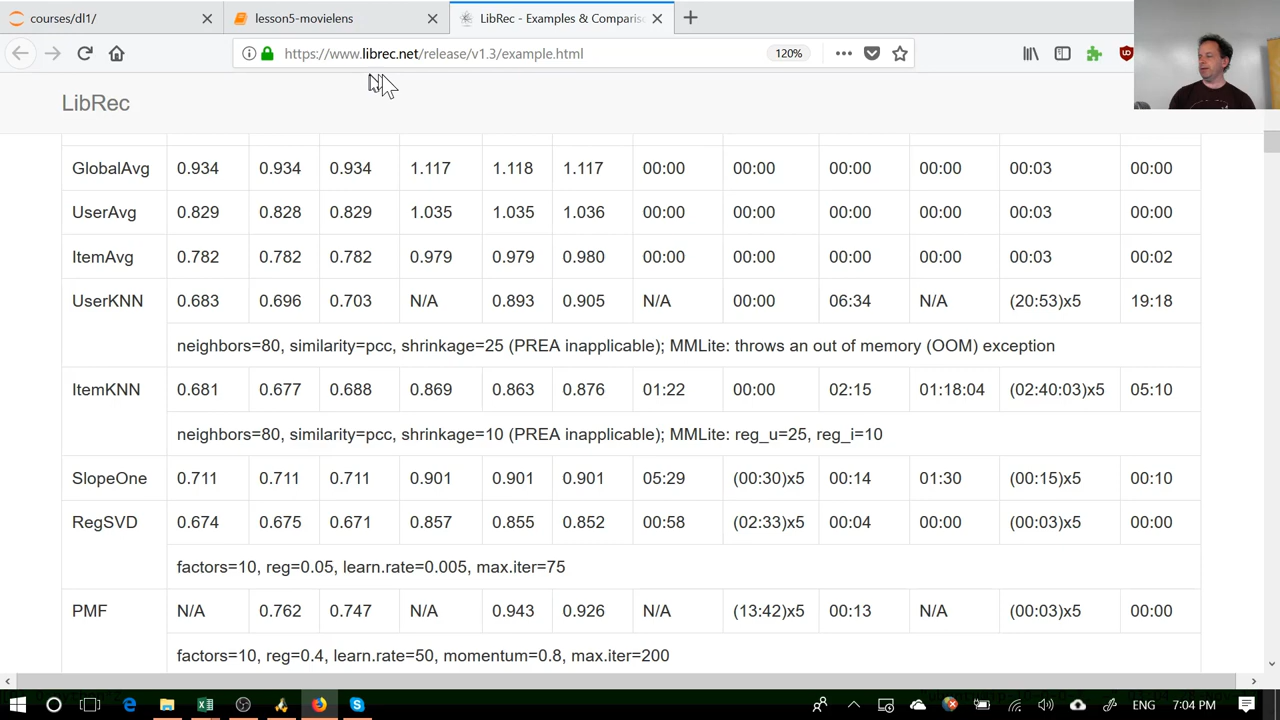 courses/dl1/
lesson5-movielens
LibRec - Examples & Comparis
https://www.librec.net/release/v1.3/example.html
120%
LibRec
GlobalAvg 0.934 0.934 0.934 1.117 1.118 1.117 00:00 00:00 00:00 00:00 00:03 00:00
UserAvg 0.829 0.828 0.829 1.035 1.035 1.036 00:00 00:00 00:00 00:00 00:03 00:00
ItemAvg 0.782 0.782 0.782 0.979 0.979 0.980 00:00 00:00 00:00 00:00 00:03 00:02
UserKNN 0.683 0.696 0.703 N/A 0.893 0.905 N/A 00:00 06:34 N/A (20:53)x5 19:18
neighbors=80, similarity=pcc, shrinkage=25 (PREA inapplicable); MMLite: throws an out of memory (OOM) exception
ItemKNN 0.681 0.677 0.688 0.869 0.863 0.876 01:22 00:00 02:15 01:18:04 (02:40:03)x5 05:10
neighbors=80, similarity=pcc, shrinkage=10 (PREA inapplicable); MMLite: reg_u=25, reg_i=10
SlopeOne 0.711 0.711 0.711 0.901 0.901 0.901 05:29 (00:30)x5 00:14 01:30 (00:15)x5 00:10
RegSVD 0.674 0.675 0.671 0.857 0.855 0.852 00:58 (02:33)x5 00:04 00:00 (00:03)x5 00:00
factors=10, reg=0.05, learn.rate=0.005, max.iter=75
PMF N/A 0.762 0.747 N/A 0.943 0.926 N/A (13:42)x5 00:13 N/A (00:03)x5 00:00
factors=10, reg=0.4, learn.rate=50, momentum=0.8, max.iter=200
ENG 7:04 PM